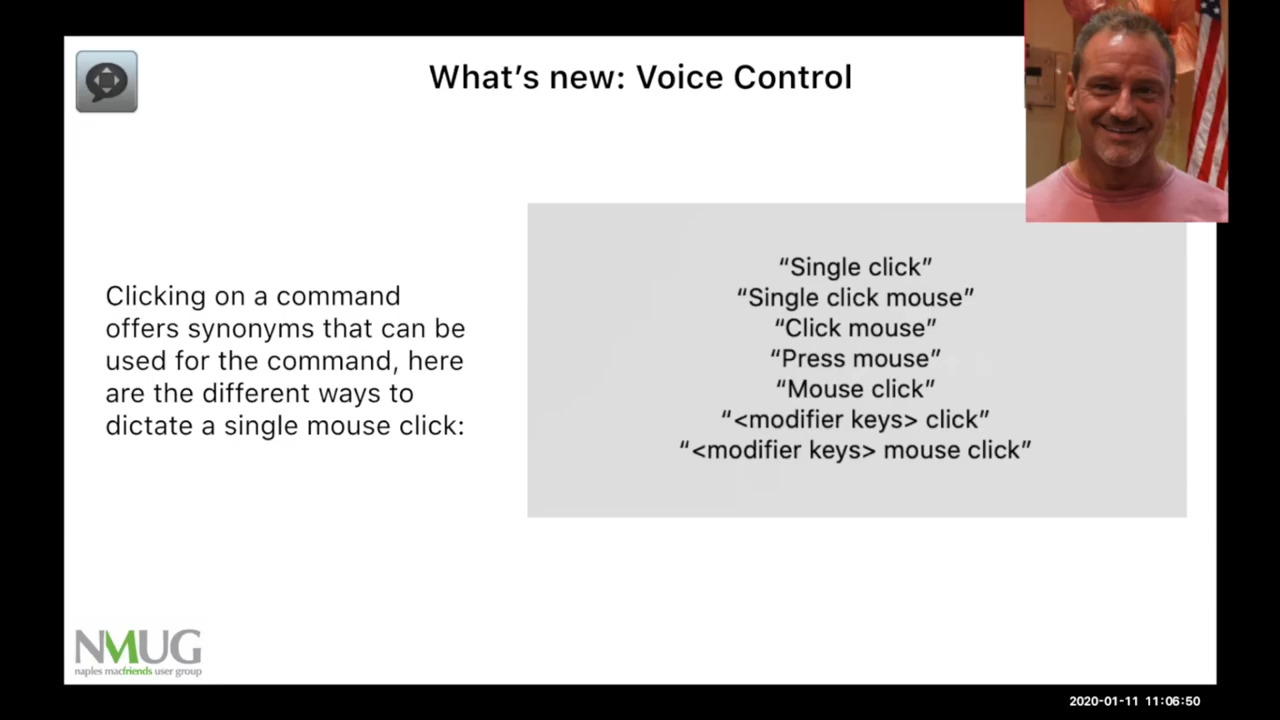 What’s new: Voice Control
Clicking on a command
offers synonyms that can be
used for the command, here
are the different ways to
dictate a single mouse click:
“Single click”
“Single click mouse”
“Click mouse”
“Press mouse”
“Mouse click”
“<modifier keys> click”
“<modifier keys> mouse click”
NMUG
naples macfriends user group
2020-01-11 11:06:50